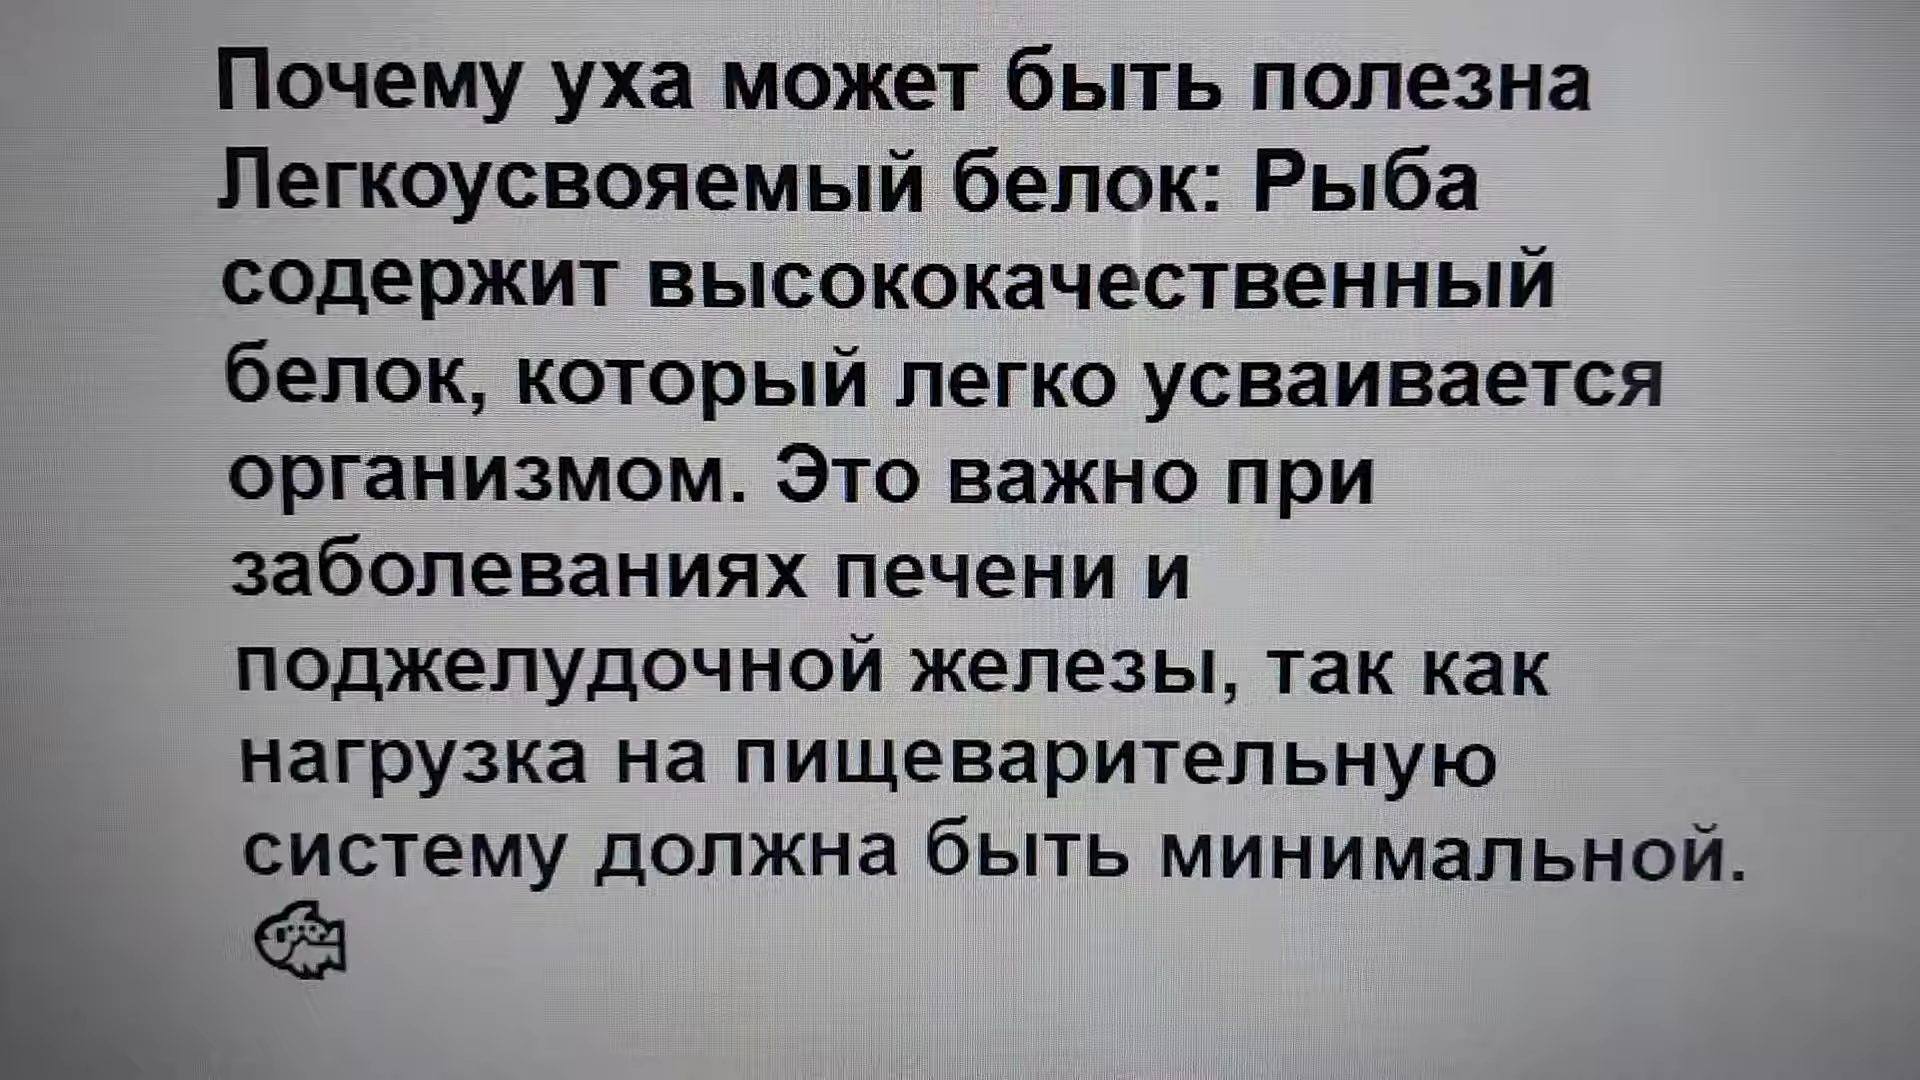 Почему уха может быть полезна
Легкоусвояемый белок: Рыба
содержит высококачественный
белок, который легко усваивается
организмом. Это важно при
заболеваниях печени и
поджелудочной железы, так как
нагрузка на пищеварительную
систему должна быть минимальной.